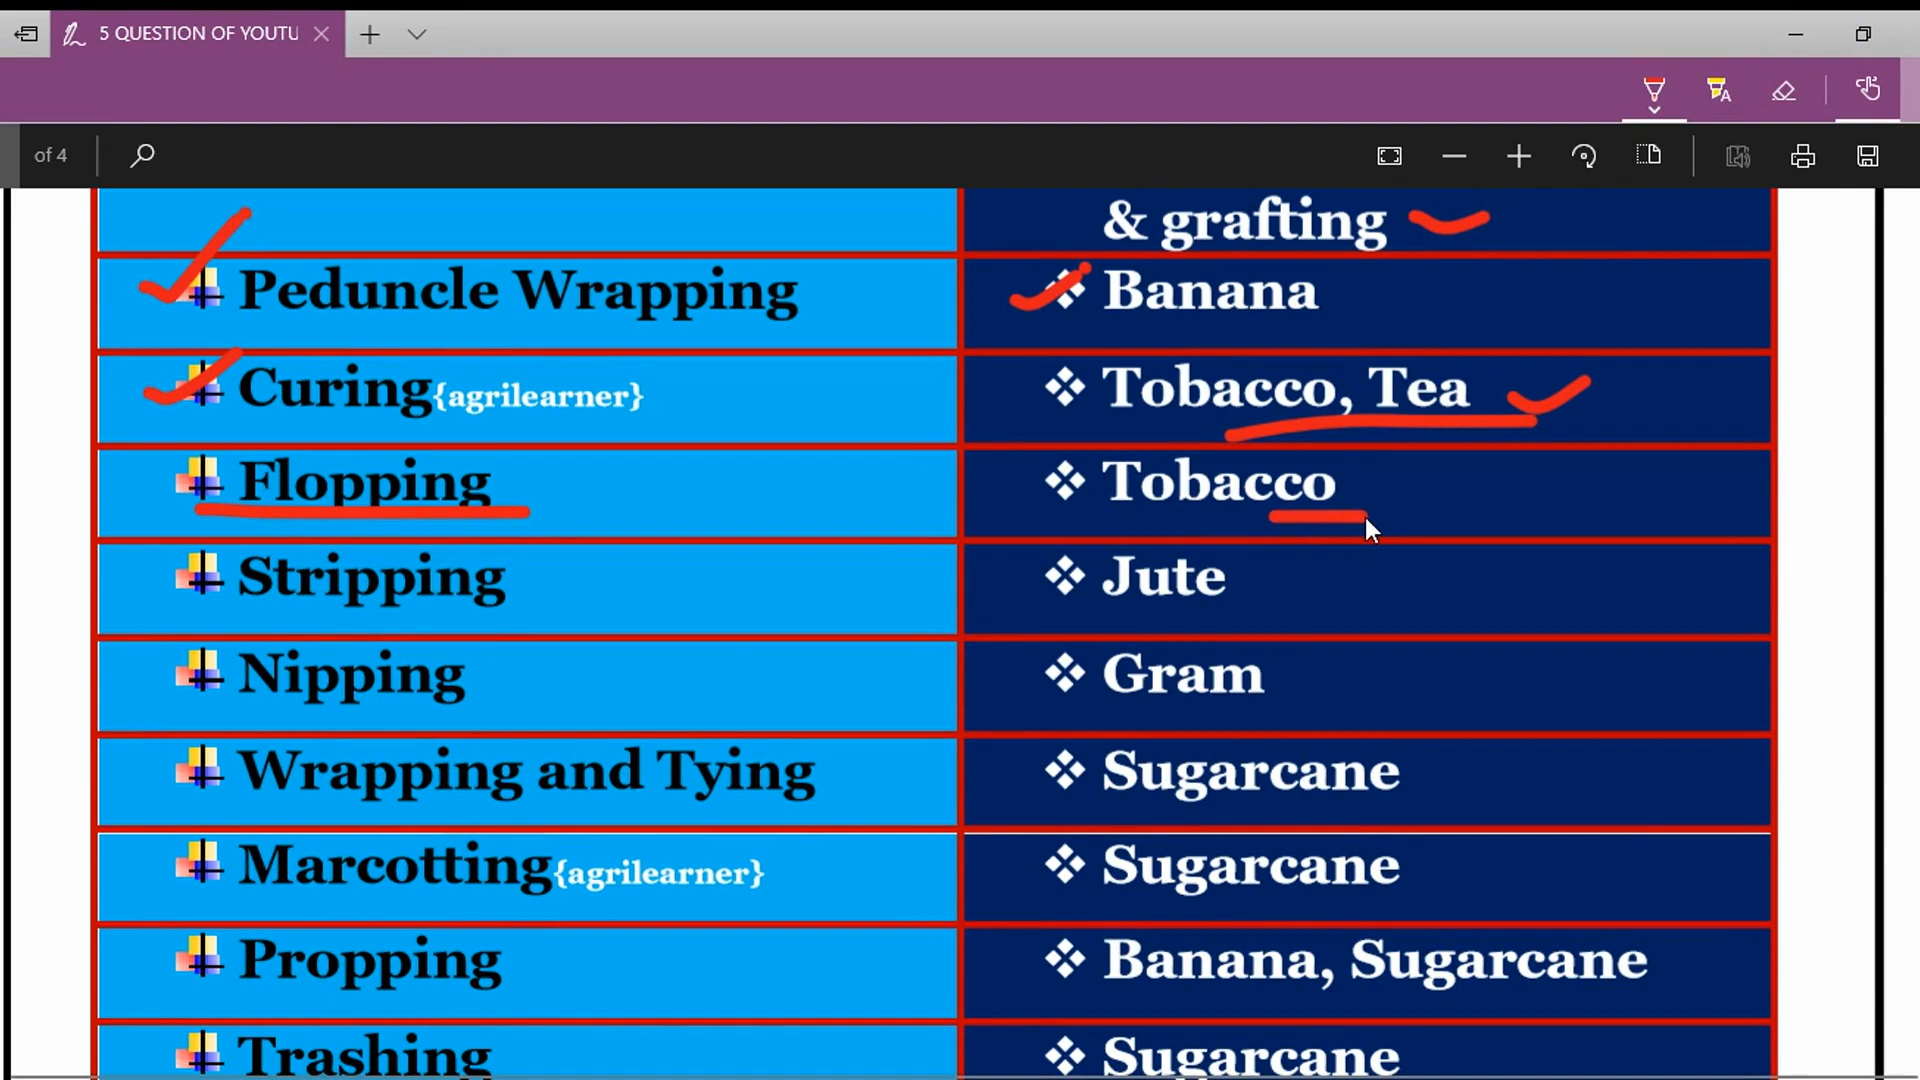 5 QUESTION OF YOUTU
of 4
& grafting
Peduncle Wrapping
Banana
Curing{agrilearner}
Tobacco, Tea
Flopping
Tobacco
Stripping
Jute
Nipping
Gram
Wrapping and Tying
Sugarcane
Marcotting{agrilearner}
Sugarcane
Propping
Banana, Sugarcane
Trashing
Sugarcane